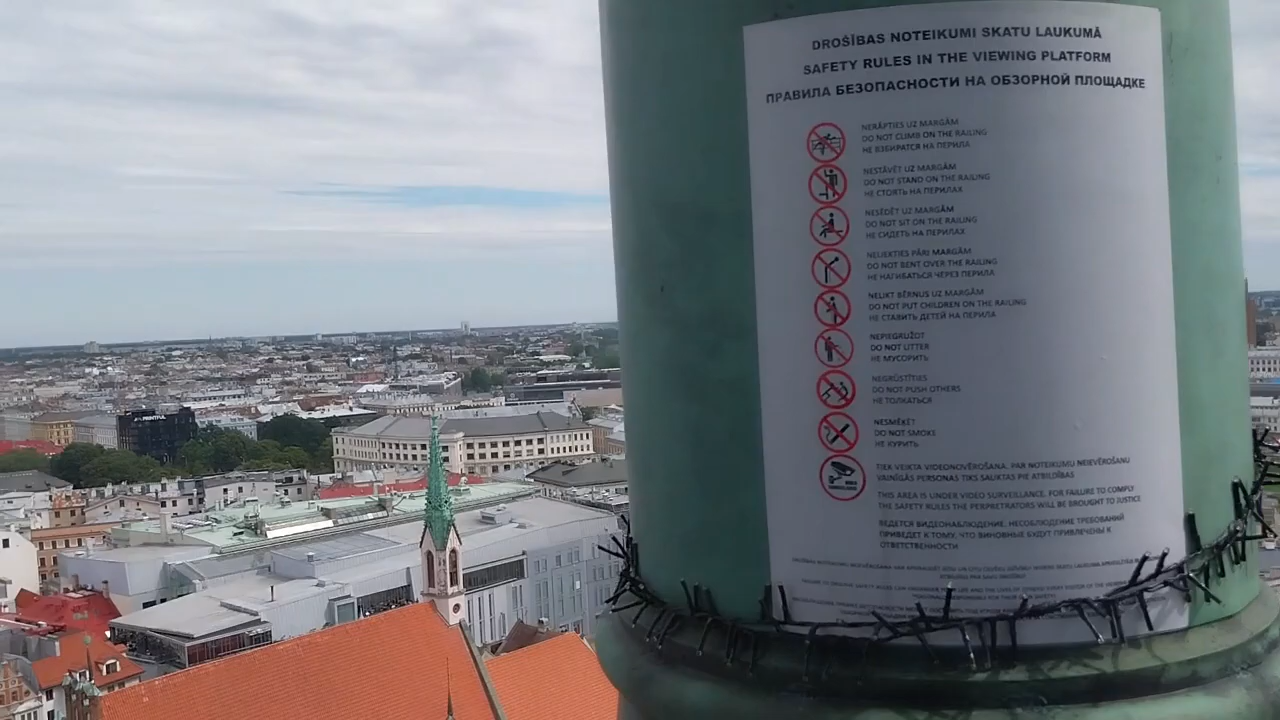 DROŠĪBAS NOTEIKUMI SKATU LAUKUMĀ
SAFETY RULES IN THE VIEWING PLATFORM
ПРАВИЛА БЕЗОПАСНОСТИ НА ОБЗОРНОЙ ПЛОЩАДКЕ
NERĀPTIES UZ MARGĀM
DO NOT CLIMB ON THE RAILING
НЕ ВЗБИРАТСЯ НА ПЕРИЛА
NESTĀVĒT UZ MARGĀM
DO NOT STAND ON THE RAILING
НЕ СТОЯТЬ НА ПЕРИЛАХ
NESĒDĒT UZ MARGĀM
DO NOT SIT ON THE RAILING
НЕ СИДЕТЬ НА ПЕРИЛАХ
NELIEKTIES PĀRI MARGĀM
DO NOT BENT OVER THE RAILING
НЕ НАГИБАТЬСЯ ЧЕРЕЗ ПЕРИЛА
NELIKT BĒRNUS UZ MARGĀM
DO NOT PUT CHILDREN ON THE RAILING
НЕ СТАВИТЬ ДЕТЕЙ НА ПЕРИЛА
NEPIEGRUŽOT
DO NOT LITTER
НЕ МУСОРИТЬ
NEGRŪSTĪTIES
DO NOT PUSH OTHERS
НЕ ТОЛКАТЬСЯ
NESMĒĶĒT
DO NOT SMOKE
НЕ КУРИТЬ
TIEK VEIKTA VIDEONOVĒROŠANA. PAR NOTEIKUMU NEIEVĒROŠANU
VAINĪGĀS PERSONAS TIKS SAUKTAS PIE ATBILDĪBAS
THIS AREA IS UNDER VIDEO SURVEILLANCE. FOR FAILURE TO COMPLY
THE SAFETY RULES THE PERPETRATORS WILL BE BROUGHT TO JUSTICE
ВЕДЕТСЯ ВИДЕОНАБЛЮДЕНИЕ. НЕСОБЛЮДЕНИЕ ТРЕБОВАНИЙ
ПРИВЕДЕТ К ТОМУ, ЧТО ВИНОВНЫЕ БУДУТ ПРИВЛЕЧЕНЫ К
ОТВЕТСТВЕННОСТИ
PRINTFUL